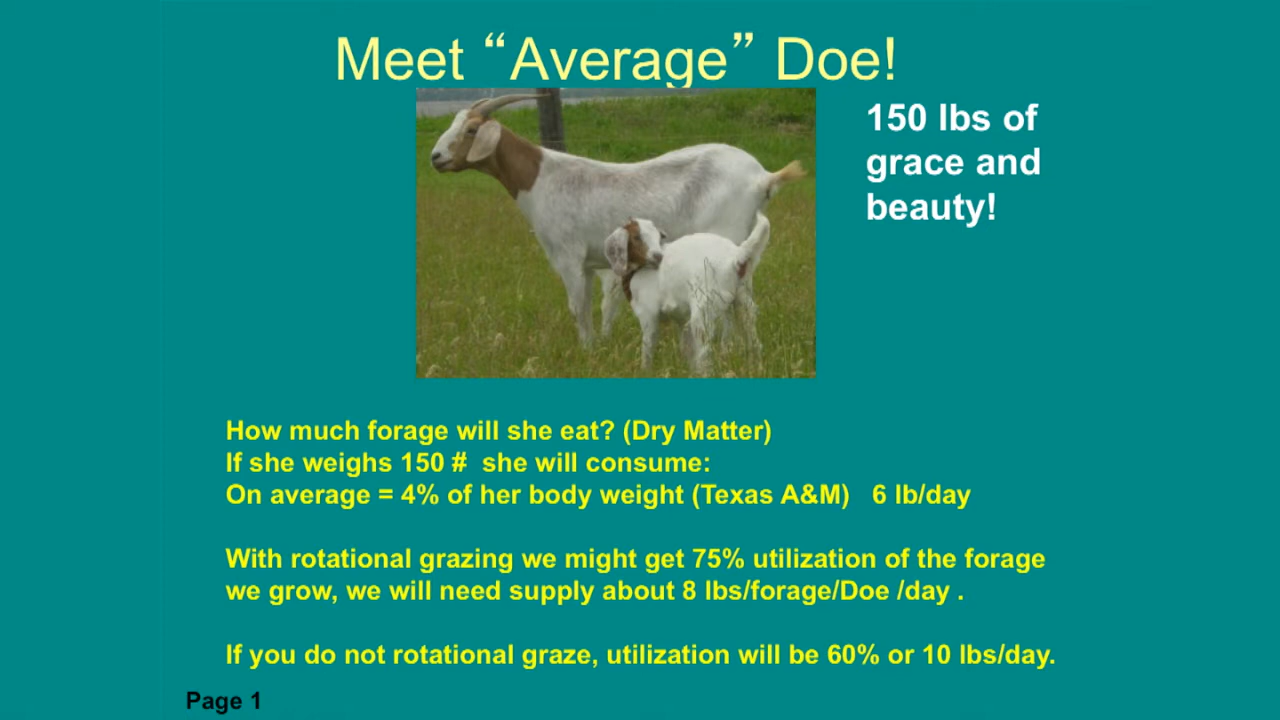 Meet “Average” Doe!
150 lbs of
grace and
beauty!
How much forage will she eat? (Dry Matter)
If she weighs 150 # she will consume:
On average = 4% of her body weight (Texas A&M) 6 lb/day
With rotational grazing we might get 75% utilization of the forage
we grow, we will need supply about 8 lbs/forage/Doe /day .
If you do not rotational graze, utilization will be 60% or 10 lbs/day.
Page 1